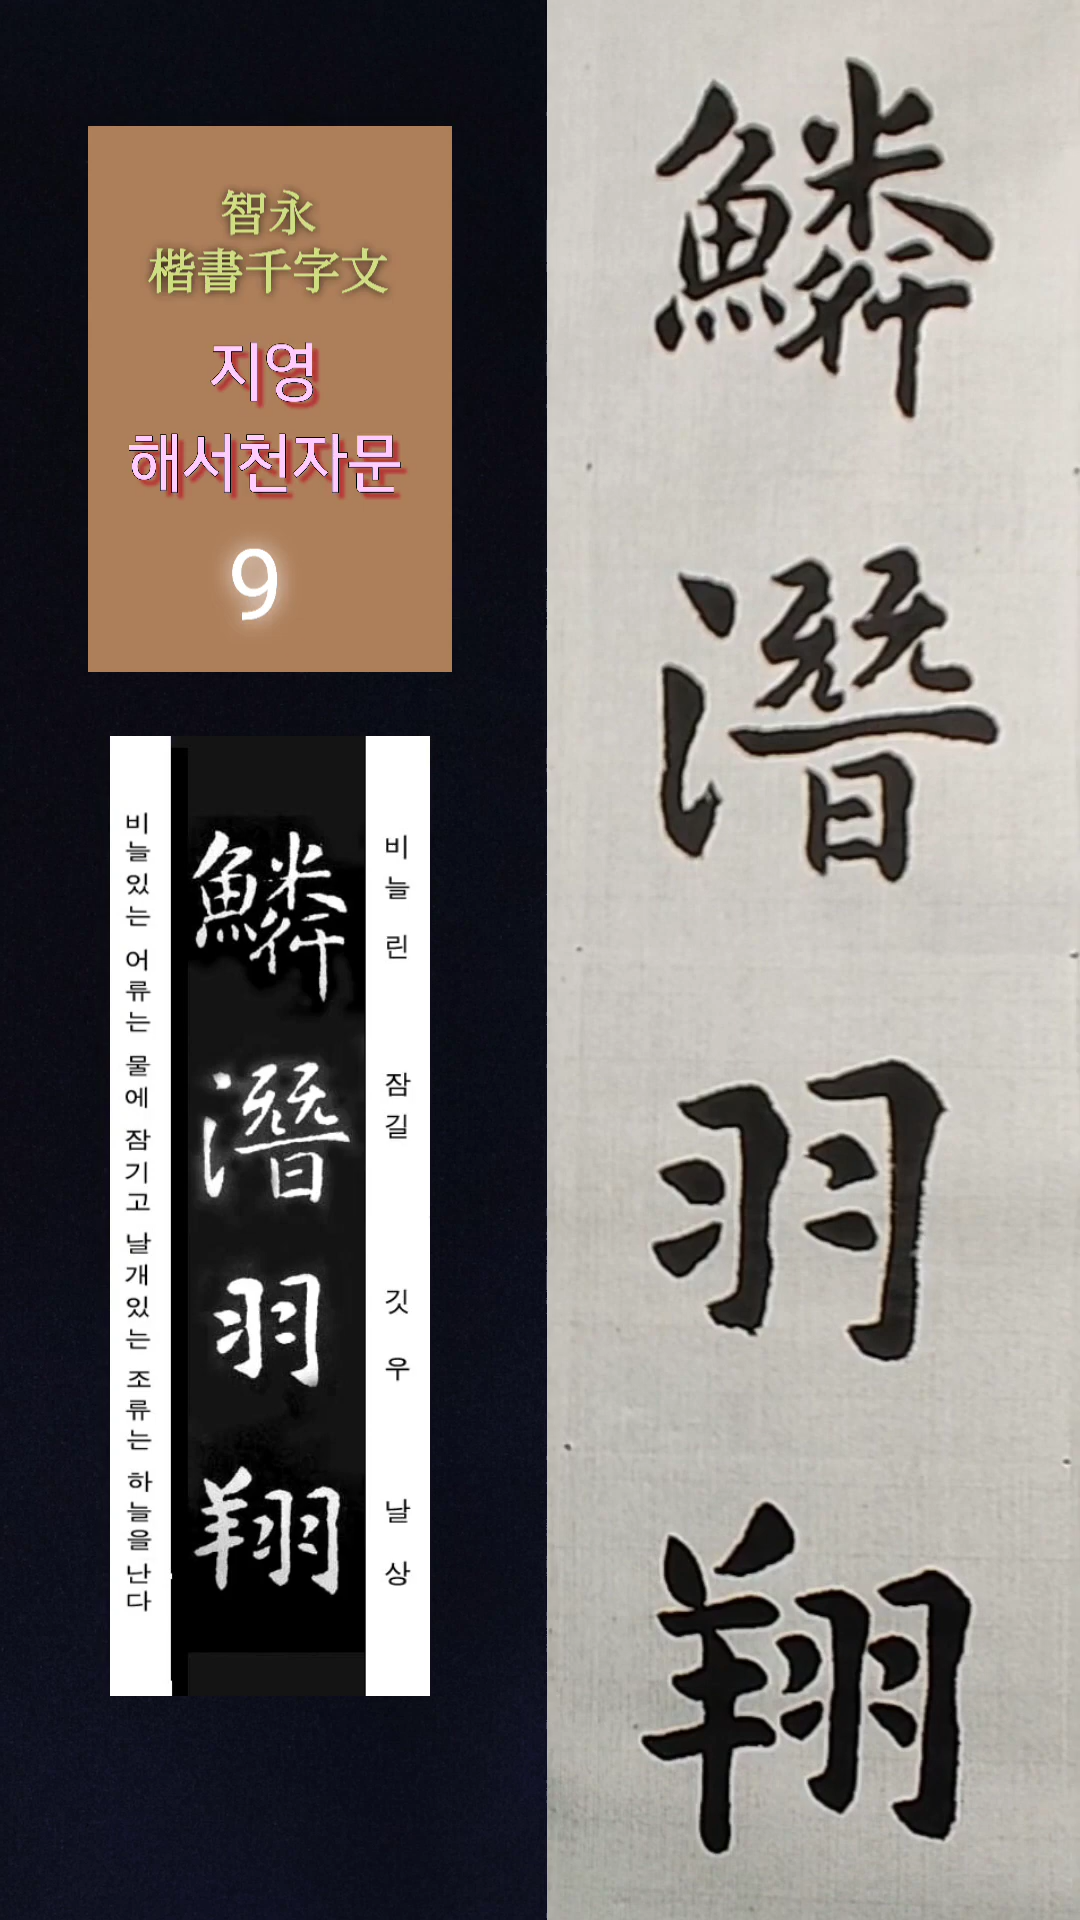 智永
楷書千字文
지영
해서천자문
9
비늘 린
잠길
깃 우
날 상
鱗潛羽翔
비늘있는 어류는 물에 잠기고 날개있는 조류는 하늘을 난다
鱗潛羽翔